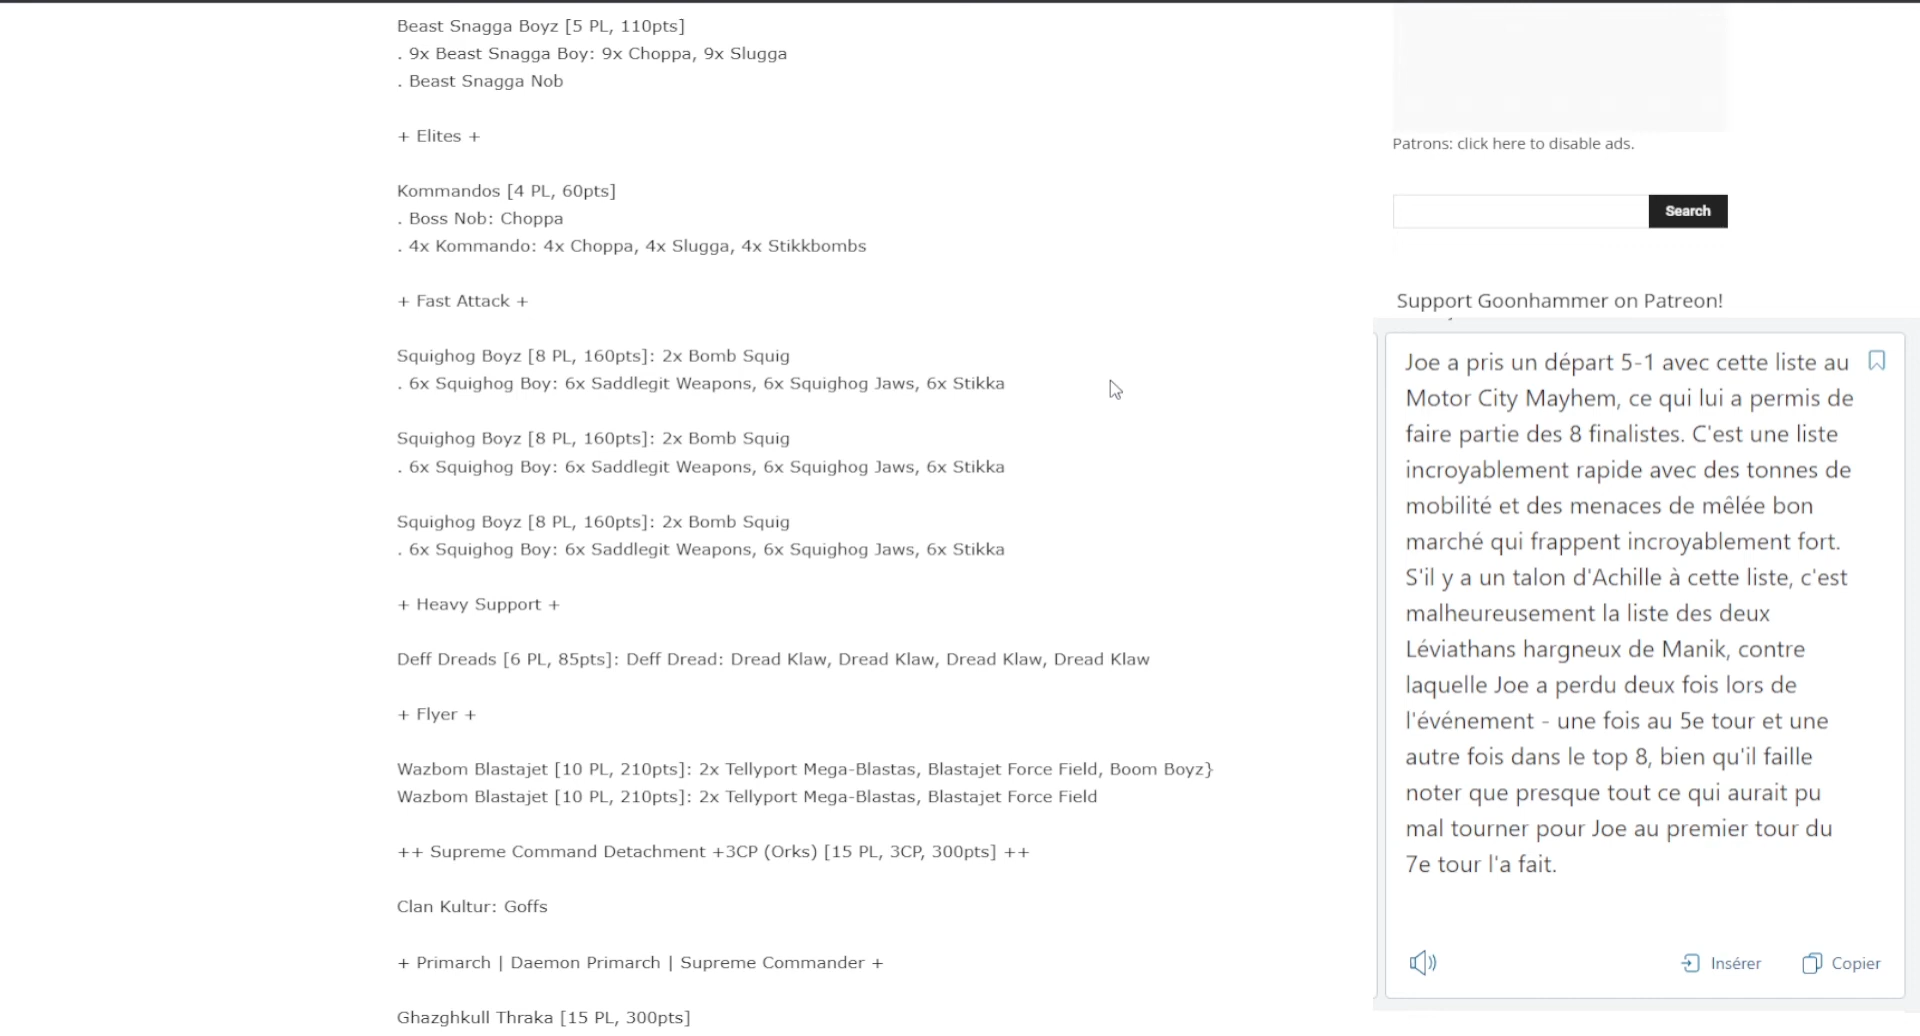 Beast Snagga Boyz [5 PL, 110pts]
. 9x Beast Snagga Boy: 9x Choppa, 9x Slugga
. Beast Snagga Nob
+ Elites +
Kommandos [4 PL, 60pts]
. Boss Nob: Choppa
. 4x Kommando: 4x Choppa, 4x Slugga, 4x Stikkbombs
+ Fast Attack +
Squighog Boyz [8 PL, 160pts]: 2x Bomb Squig
. 6x Squighog Boy: 6x Saddlegit Weapons, 6x Squighog Jaws, 6x Stikka
Squighog Boyz [8 PL, 160pts]: 2x Bomb Squig
. 6x Squighog Boy: 6x Saddlegit Weapons, 6x Squighog Jaws, 6x Stikka
Squighog Boyz [8 PL, 160pts]: 2x Bomb Squig
. 6x Squighog Boy: 6x Saddlegit Weapons, 6x Squighog Jaws, 6x Stikka
+ Heavy Support +
Deff Dreads [6 PL, 85pts]: Deff Dread: Dread Klaw, Dread Klaw, Dread Klaw, Dread Klaw
+ Flyer +
Wazbom Blastajet [10 PL, 210pts]: 2x Tellyport Mega-Blastas, Blastajet Force Field, Boom Boyz}
Wazbom Blastajet [10 PL, 210pts]: 2x Tellyport Mega-Blastas, Blastajet Force Field
++ Supreme Command Detachment +3CP (Orks) [15 PL, 3CP, 300pts] ++
Clan Kultur: Goffs
+ Primarch | Daemon Primarch | Supreme Commander +
Ghazghkull Thraka [15 PL, 300pts]
Patrons: click here to disable ads.
Search
Support Goonhammer on Patreon!
Joe a pris un départ 5-1 avec cette liste au
Motor City Mayhem, ce qui lui a permis de
faire partie des 8 finalistes. C'est une liste
incroyablement rapide avec des tonnes de
mobilité et des menaces de mêlée bon
marché qui frappent incroyablement fort.
S'il y a un talon d'Achille à cette liste, c'est
malheureusement la liste des deux
Léviathans hargneux de Manik, contre
laquelle Joe a perdu deux fois lors de
l'événement - une fois au 5e tour et une
autre fois dans le top 8, bien qu'il faille
noter que presque tout ce qui aurait pu
mal tourner pour Joe au premier tour du
7e tour l'a fait.
Insérer
Copier